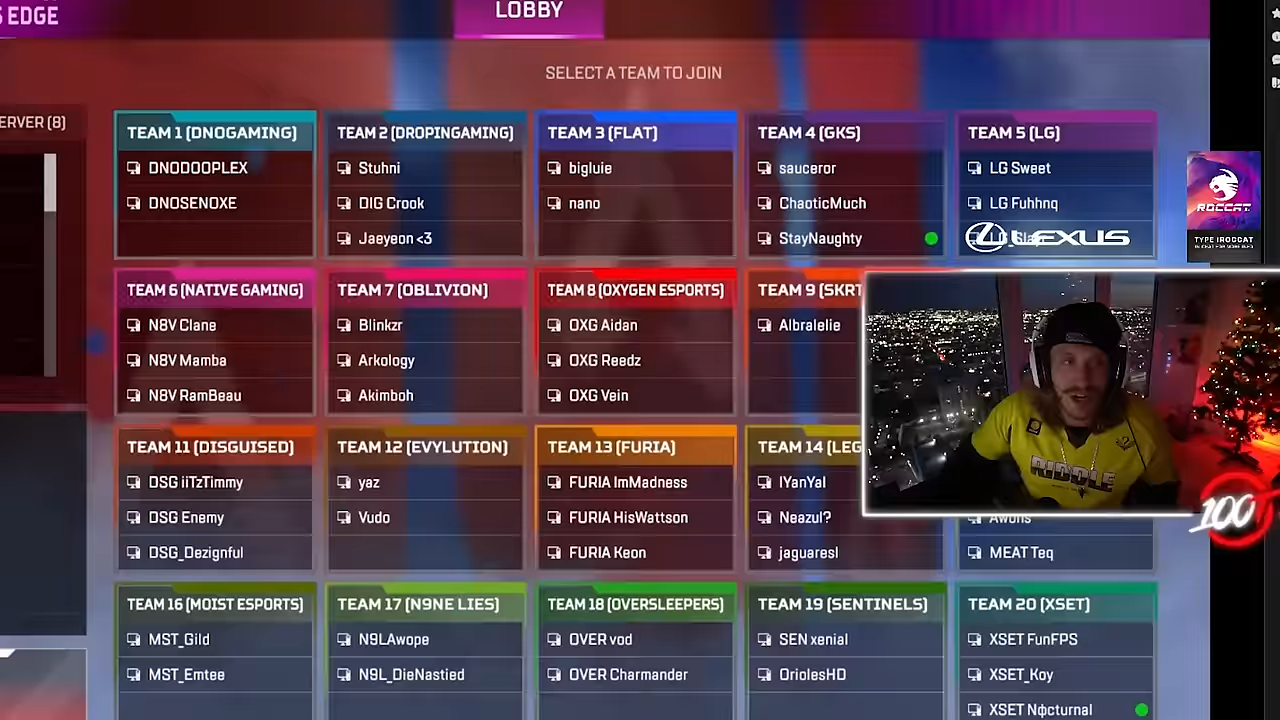 S EDGE
LOBBY
SELECT A TEAM TO JOIN
ERVER (8)
TEAM 1 (DNOGAMING)
DNODOOPLEX
DNOSENOXE
TEAM 2 (DROPINGAMING)
Stuhni
DIG Crook
Jaeyeon <3
TEAM 3 (FLAT)
bigluie
nano
TEAM 4 (GKS)
sauceror
ChaoticMuch
StayNaughty
TEAM 5 (LG)
LG Sweet
LG Fuhhnq
LEXUS
ROCCAT
TYPE !ROCCAT
TEAM 6 (NATIVE GAMING)
N8V Clane
N8V Mamba
N8V RamBeau
TEAM 7 (OBLIVION)
Blinkzr
Arkology
Akimboh
TEAM 8 (OXYGEN ESPORTS)
OXG Aidan
OXG Reedz
OXG Vein
TEAM 9 (SKRT
Albralelie
RIDDLE
100
TEAM 11 (DISGUISED)
DSG iiTzTimmy
DSG Enemy
DSG_Dezignful
TEAM 12 (EVYLUTION)
yaz
Vudo
TEAM 13 (FURIA)
FURIA ImMadness
FURIA HisWattson
FURIA Keon
TEAM 14 (LEG
IYanYal
Neazul?
jaguaresl
MEAT Teq
TEAM 16 (MOIST ESPORTS)
MST_Gild
MST_Emtee
TEAM 17 (N9NE LIES)
N9LAwope
N9L_DieNastied
TEAM 18 (OVERSLEEPERS)
OVER vod
OVER Charmander
TEAM 19 (SENTINELS)
SEN xenial
OriolesHD
TEAM 20 (XSET)
XSET FunFPS
XSET_Koy
XSET Nфcturnal